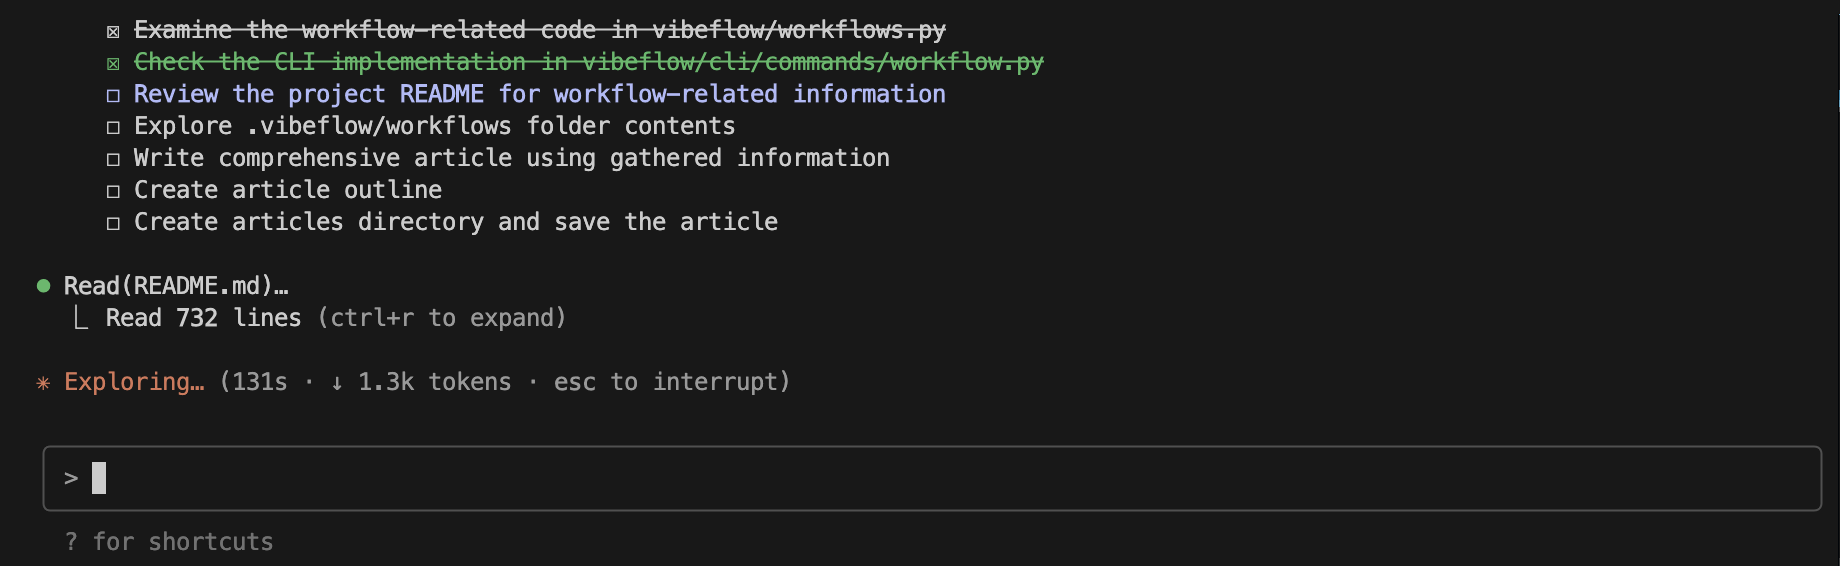 ☒ Examine the workflow-related code in vibeflow/workflows.py
☒ Check the CLI implementation in vibeflow/cli/commands/workflow.py
☐ Review the project README for workflow-related information
☐ Explore .vibeflow/workflows folder contents
☐ Write comprehensive article using gathered information
☐ Create article outline
☐ Create articles directory and save the article
● Read(README.md)…
⎿ Read 732 lines (ctrl+r to expand)
✳ Exploring… (131s · ↓ 1.3k tokens · esc to interrupt)
>
? for shortcuts